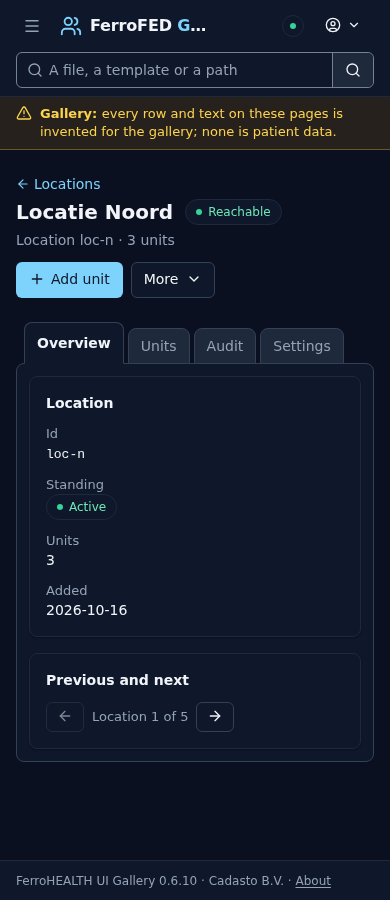 FerroFED G…
A file, a template or a path
Gallery: every row and text on these pages is
invented for the gallery; none is patient data.
← Locations
Locatie Noord
Reachable
Location loc-n · 3 units
+ Add unit
More
Overview
Units
Audit
Settings
Location
Id
loc-n
Standing
Active
Units
3
Added
2026-10-16
Previous and next
← Location 1 of 5 →
FerroHEALTH UI Gallery 0.6.10 · Cadasto B.V. · About